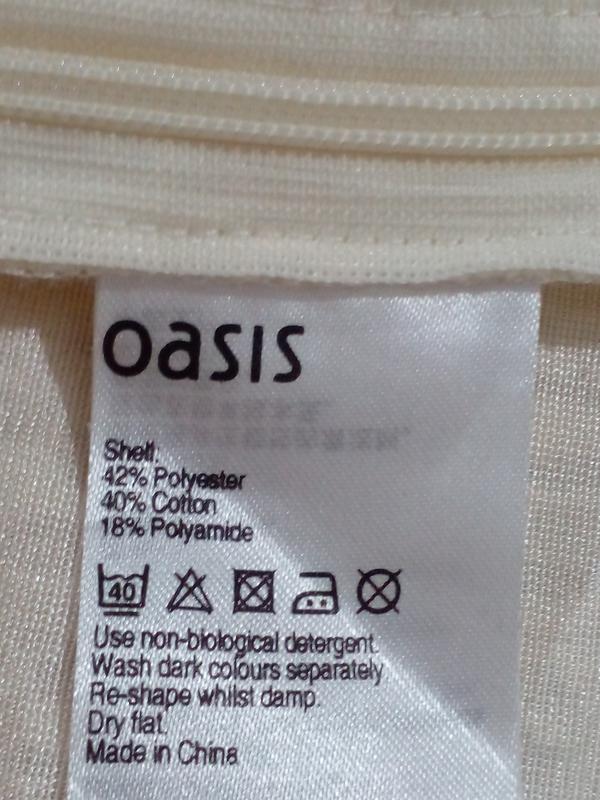 oasis
Shell:
42% Polyester
40% Cotton
18% Polyamide
40
Use non-biological detergent.
Wash dark colours separately
Re-shape whilst damp.
Dry flat.
Made in China